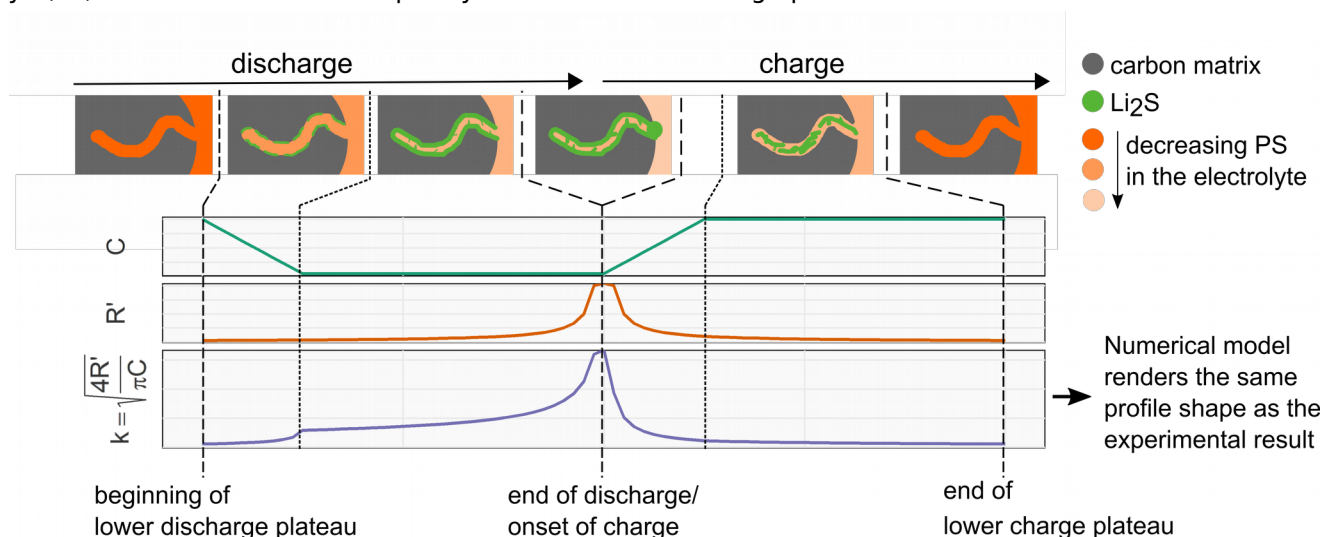 discharge
charge
carbon matrix
Li2S
decreasing PS
in the electrolyte
C
R'
k = √4R'/πC
Numerical model
renders the same
profile shape as the
experimental result
beginning of
lower discharge plateau
end of discharge/
onset of charge
end of
lower charge plateau